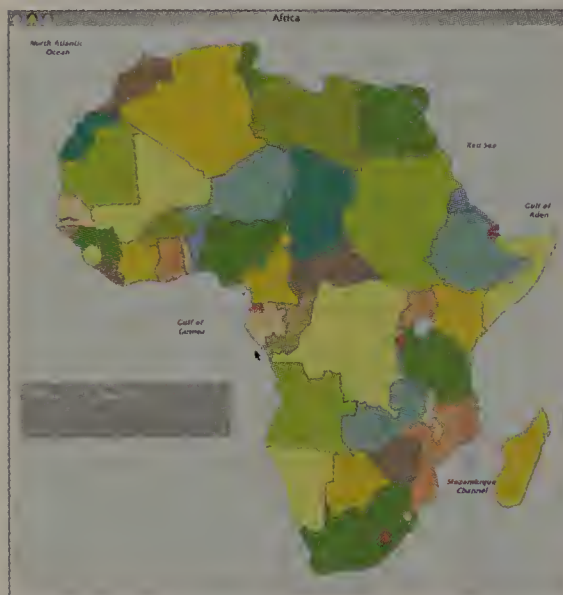 Africa
North Atlantic
Ocean
Red Sea
Gulf of
Aden
Gulf of
Guinea
Mozambique
Channel